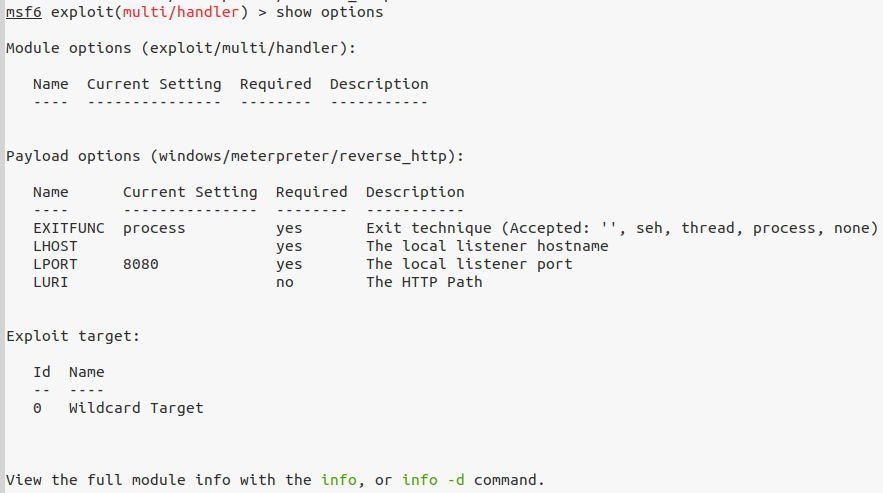 msf6 exploit(multi/handler) > show options
Module options (exploit/multi/handler):
Name  Current Setting  Required  Description
----  ---------------  --------  -----------
Payload options (windows/meterpreter/reverse_http):
Name      Current Setting  Required  Description
----      ---------------  --------  -----------
EXITFUNC  process          yes       Exit technique (Accepted: '', seh, thread, process, none)
LHOST                      yes       The local listener hostname
LPORT     8080             yes       The local listener port
LURI                       no        The HTTP Path
Exploit target:
Id  Name
--  ----
0   Wildcard Target
View the full module info with the info, or info -d command.